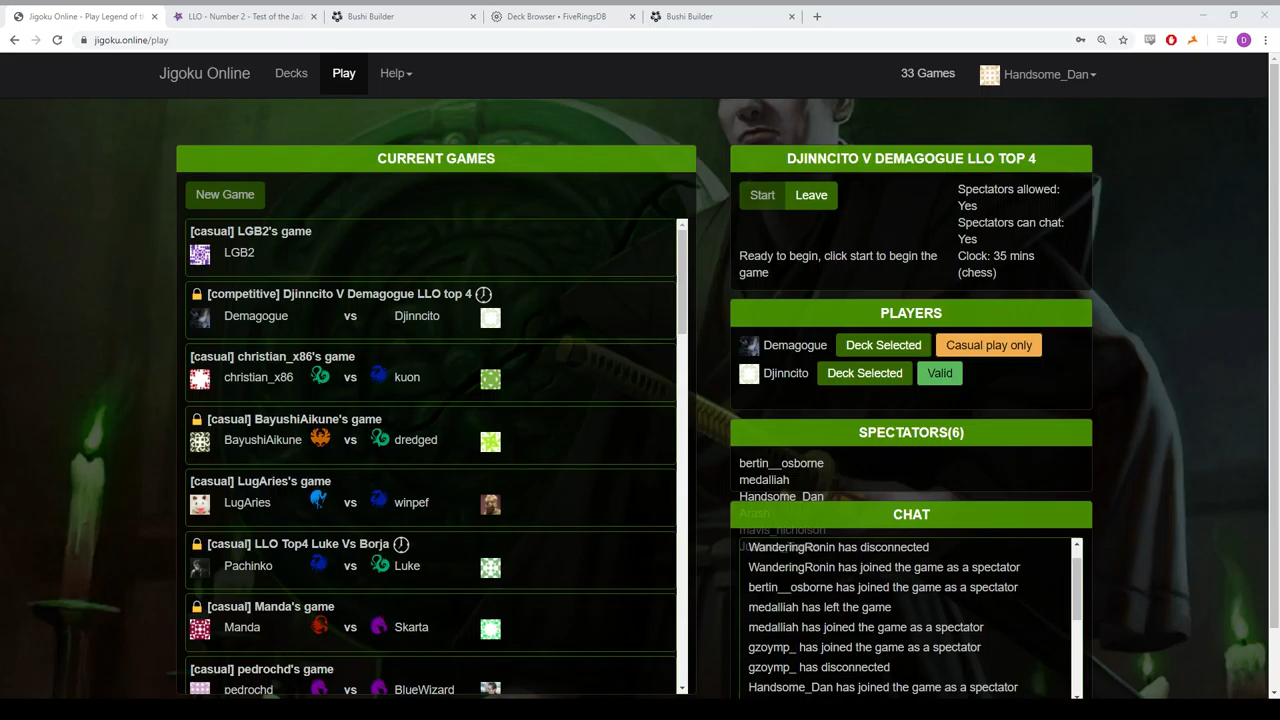 Jigoku Online - Play Legend of th
LLO - Number 2 - Test of the Jad
Bushi Builder
Deck Browser • FiveRingsDB
Bushi Builder
jigoku.online/play
D
Jigoku Online
Decks
Play
Help
33 Games
Handsome_Dan
CURRENT GAMES
New Game
[casual] LGB2's game
LGB2
[competitive] Djinncito V Demagogue LLO top 4
Demagogue vs Djinncito
[casual] christian_x86's game
christian_x86 vs kuon
[casual] BayushiAikune's game
BayushiAikune vs dredged
[casual] LugAries's game
LugAries vs winpef
[casual] LLO Top4 Luke Vs Borja
Pachinko vs Luke
[casual] Manda's game
Manda vs Skarta
[casual] pedrochd's game
pedrochd vs BlueWizard
DJINNCITO V DEMAGOGUE LLO TOP 4
Start
Leave
Spectators allowed:
Yes
Spectators can chat:
Yes
Clock: 35 mins
(chess)
Ready to begin, click start to begin the
game
PLAYERS
Demagogue Deck Selected Casual play only
Djinncito Deck Selected Valid
SPECTATORS(6)
bertin__osborne
medalliah
Handsome_Dan
Arash
mavis_nicholson
CHAT
WanderingRonin has disconnected
WanderingRonin has joined the game as a spectator
bertin__osborne has joined the game as a spectator
medalliah has left the game
medalliah has joined the game as a spectator
gzoymp_ has joined the game as a spectator
gzoymp_ has disconnected
Handsome_Dan has joined the game as a spectator